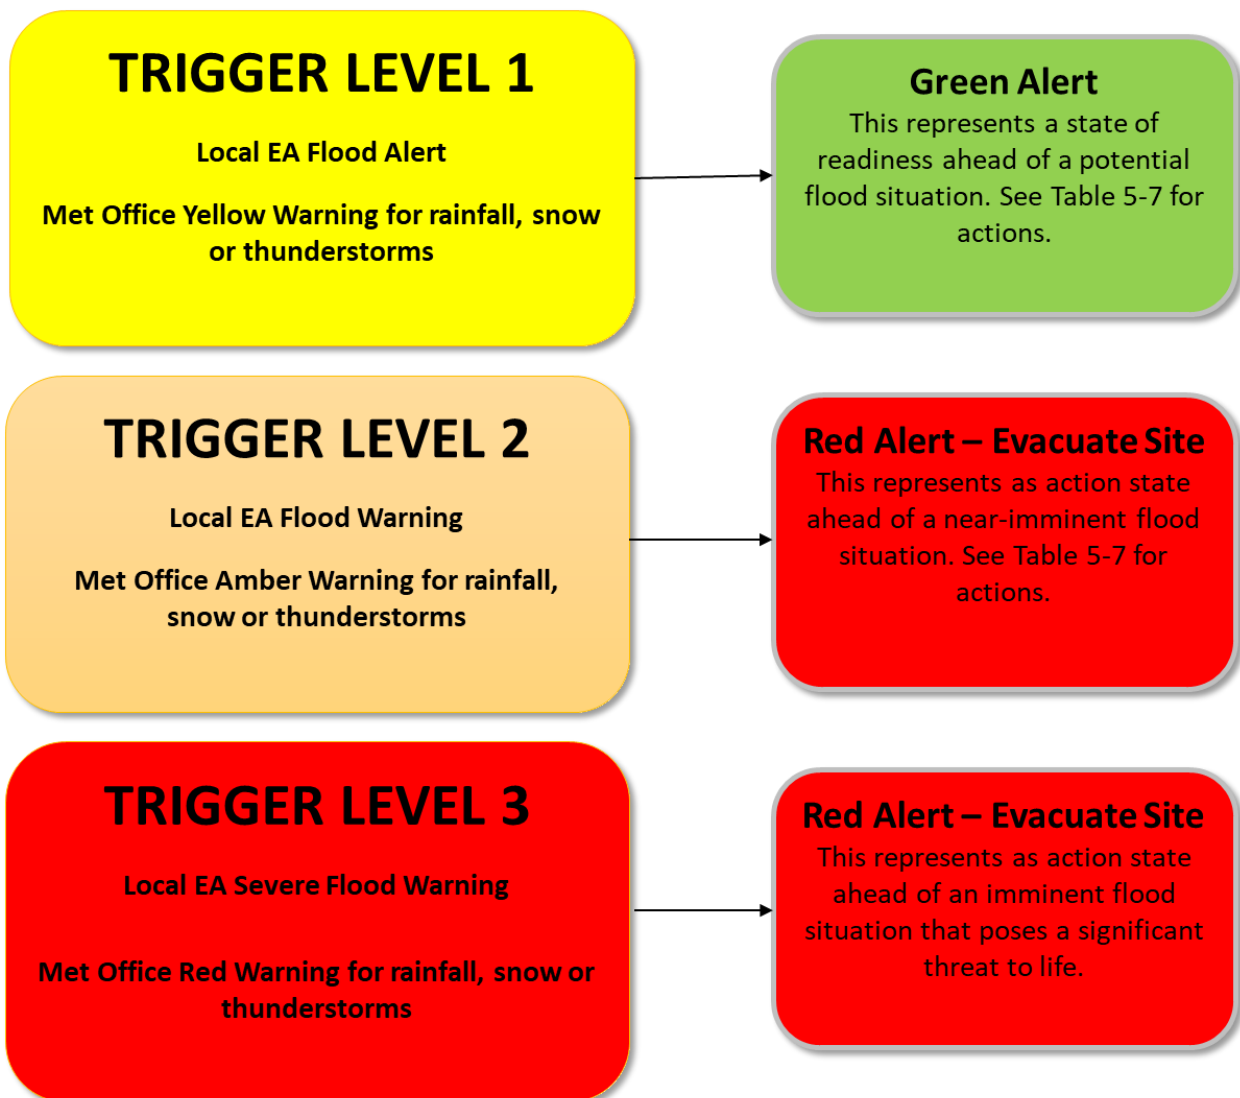 TRIGGER LEVEL 1
Local EA Flood Alert
Met Office Yellow Warning for rainfall, snow
or thunderstorms
Green Alert
This represents a state of
readiness ahead of a potential
flood situation. See Table 5-7 for
actions.
TRIGGER LEVEL 2
Local EA Flood Warning
Met Office Amber Warning for rainfall,
snow or thunderstorms
Red Alert – Evacuate Site
This represents as action state
ahead of a near-imminent flood
situation. See Table 5-7 for
actions.
TRIGGER LEVEL 3
Local EA Severe Flood Warning
Met Office Red Warning for rainfall, snow or
thunderstorms
Red Alert – Evacuate Site
This represents as action state
ahead of an imminent flood
situation that poses a significant
threat to life.